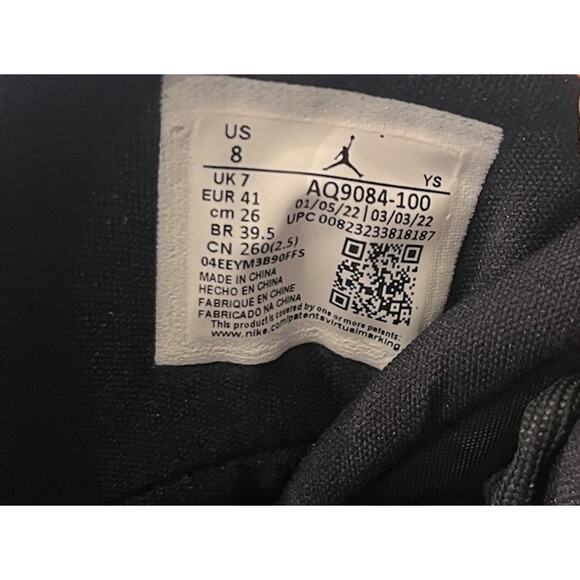 US
8
YS
UK 7
AQ9084-100
EUR 41
01/05/22 | 03/03/22
cm 26
UPC 00823233818187
BR 39.5
CN 260(2.5)
04EEYM3B90FFS
MADE IN CHINA
HECHO EN CHINA
FABRIQUE EN CHINE
FABRICADO NA CHINA
This product is covered by one or more patents:
www.nike.com/patentsvirtualmarking